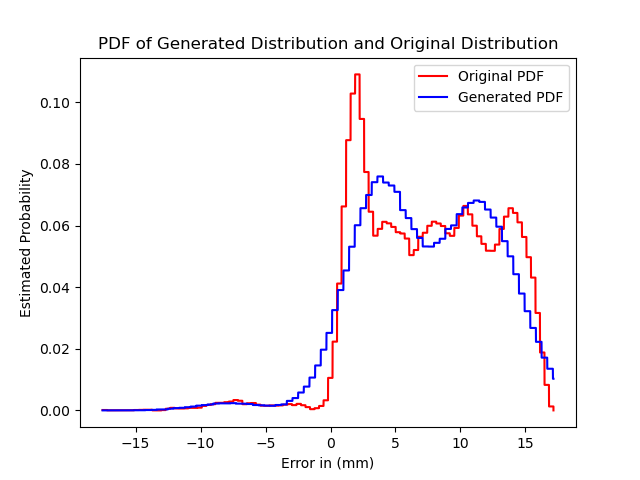 PDF of Generated Distribution and Original Distribution
Original PDF
Generated PDF
Estimated Probability
0.10
0.08
0.06
0.04
0.02
0.00
−15
−10
−5
0
5
10
15
Error in (mm)